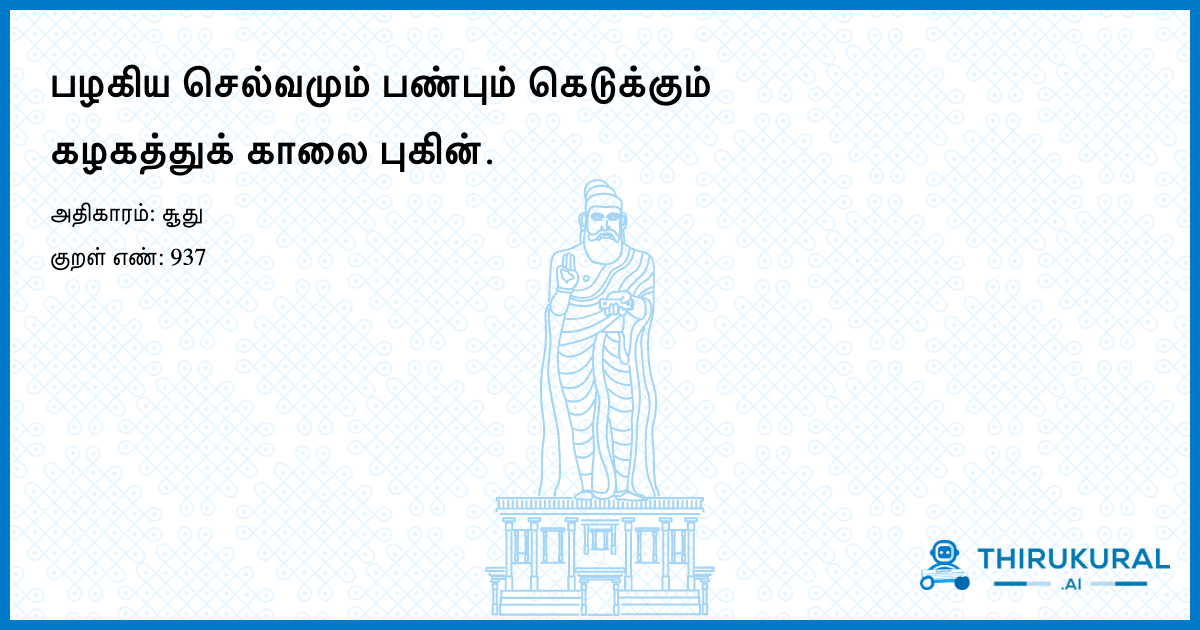 பழகிய செல்வமும் பண்பும் கெடுக்கும்
கழகத்துக் காலை புகின்.
அதிகாரம்: சூது
குறள் எண்: 937
THIRUKURAL
.AI